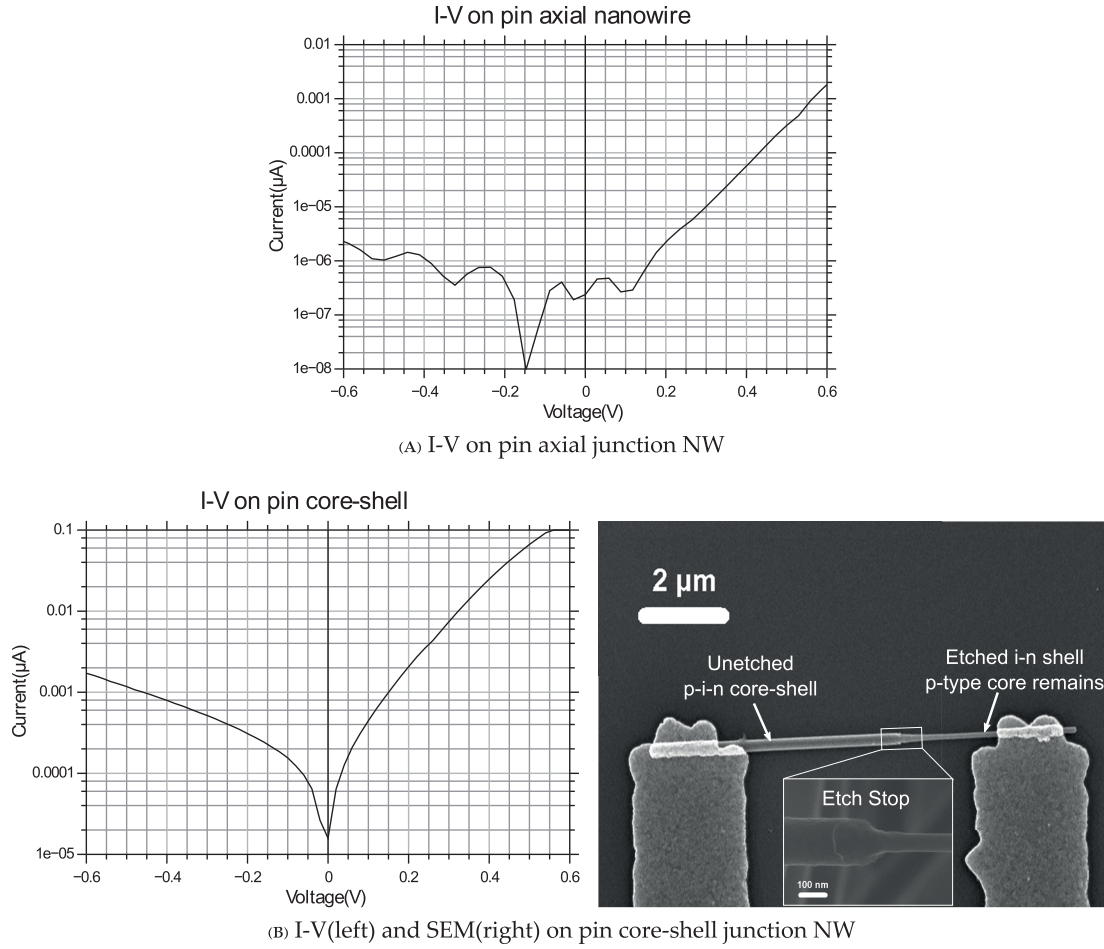 I-V on pin axial nanowire
0.01
0.001
0.0001
1e−05
1e−06
1e−07
1e−08
Current(µA)
−0.6 −0.4 −0.2 0 0.2 0.4 0.6
Voltage(V)
(A) I-V on pin axial junction NW
I-V on pin core-shell
0.1
0.01
0.001
0.0001
1e−05
Current(µA)
−0.6 −0.4 −0.2 0 0.2 0.4 0.6
Voltage(V)
2 µm
Unetched
p-i-n core-shell
Etched i-n shell
p-type core remains
Etch Stop
100 nm
(B) I-V(left) and SEM(right) on pin core-shell junction NW